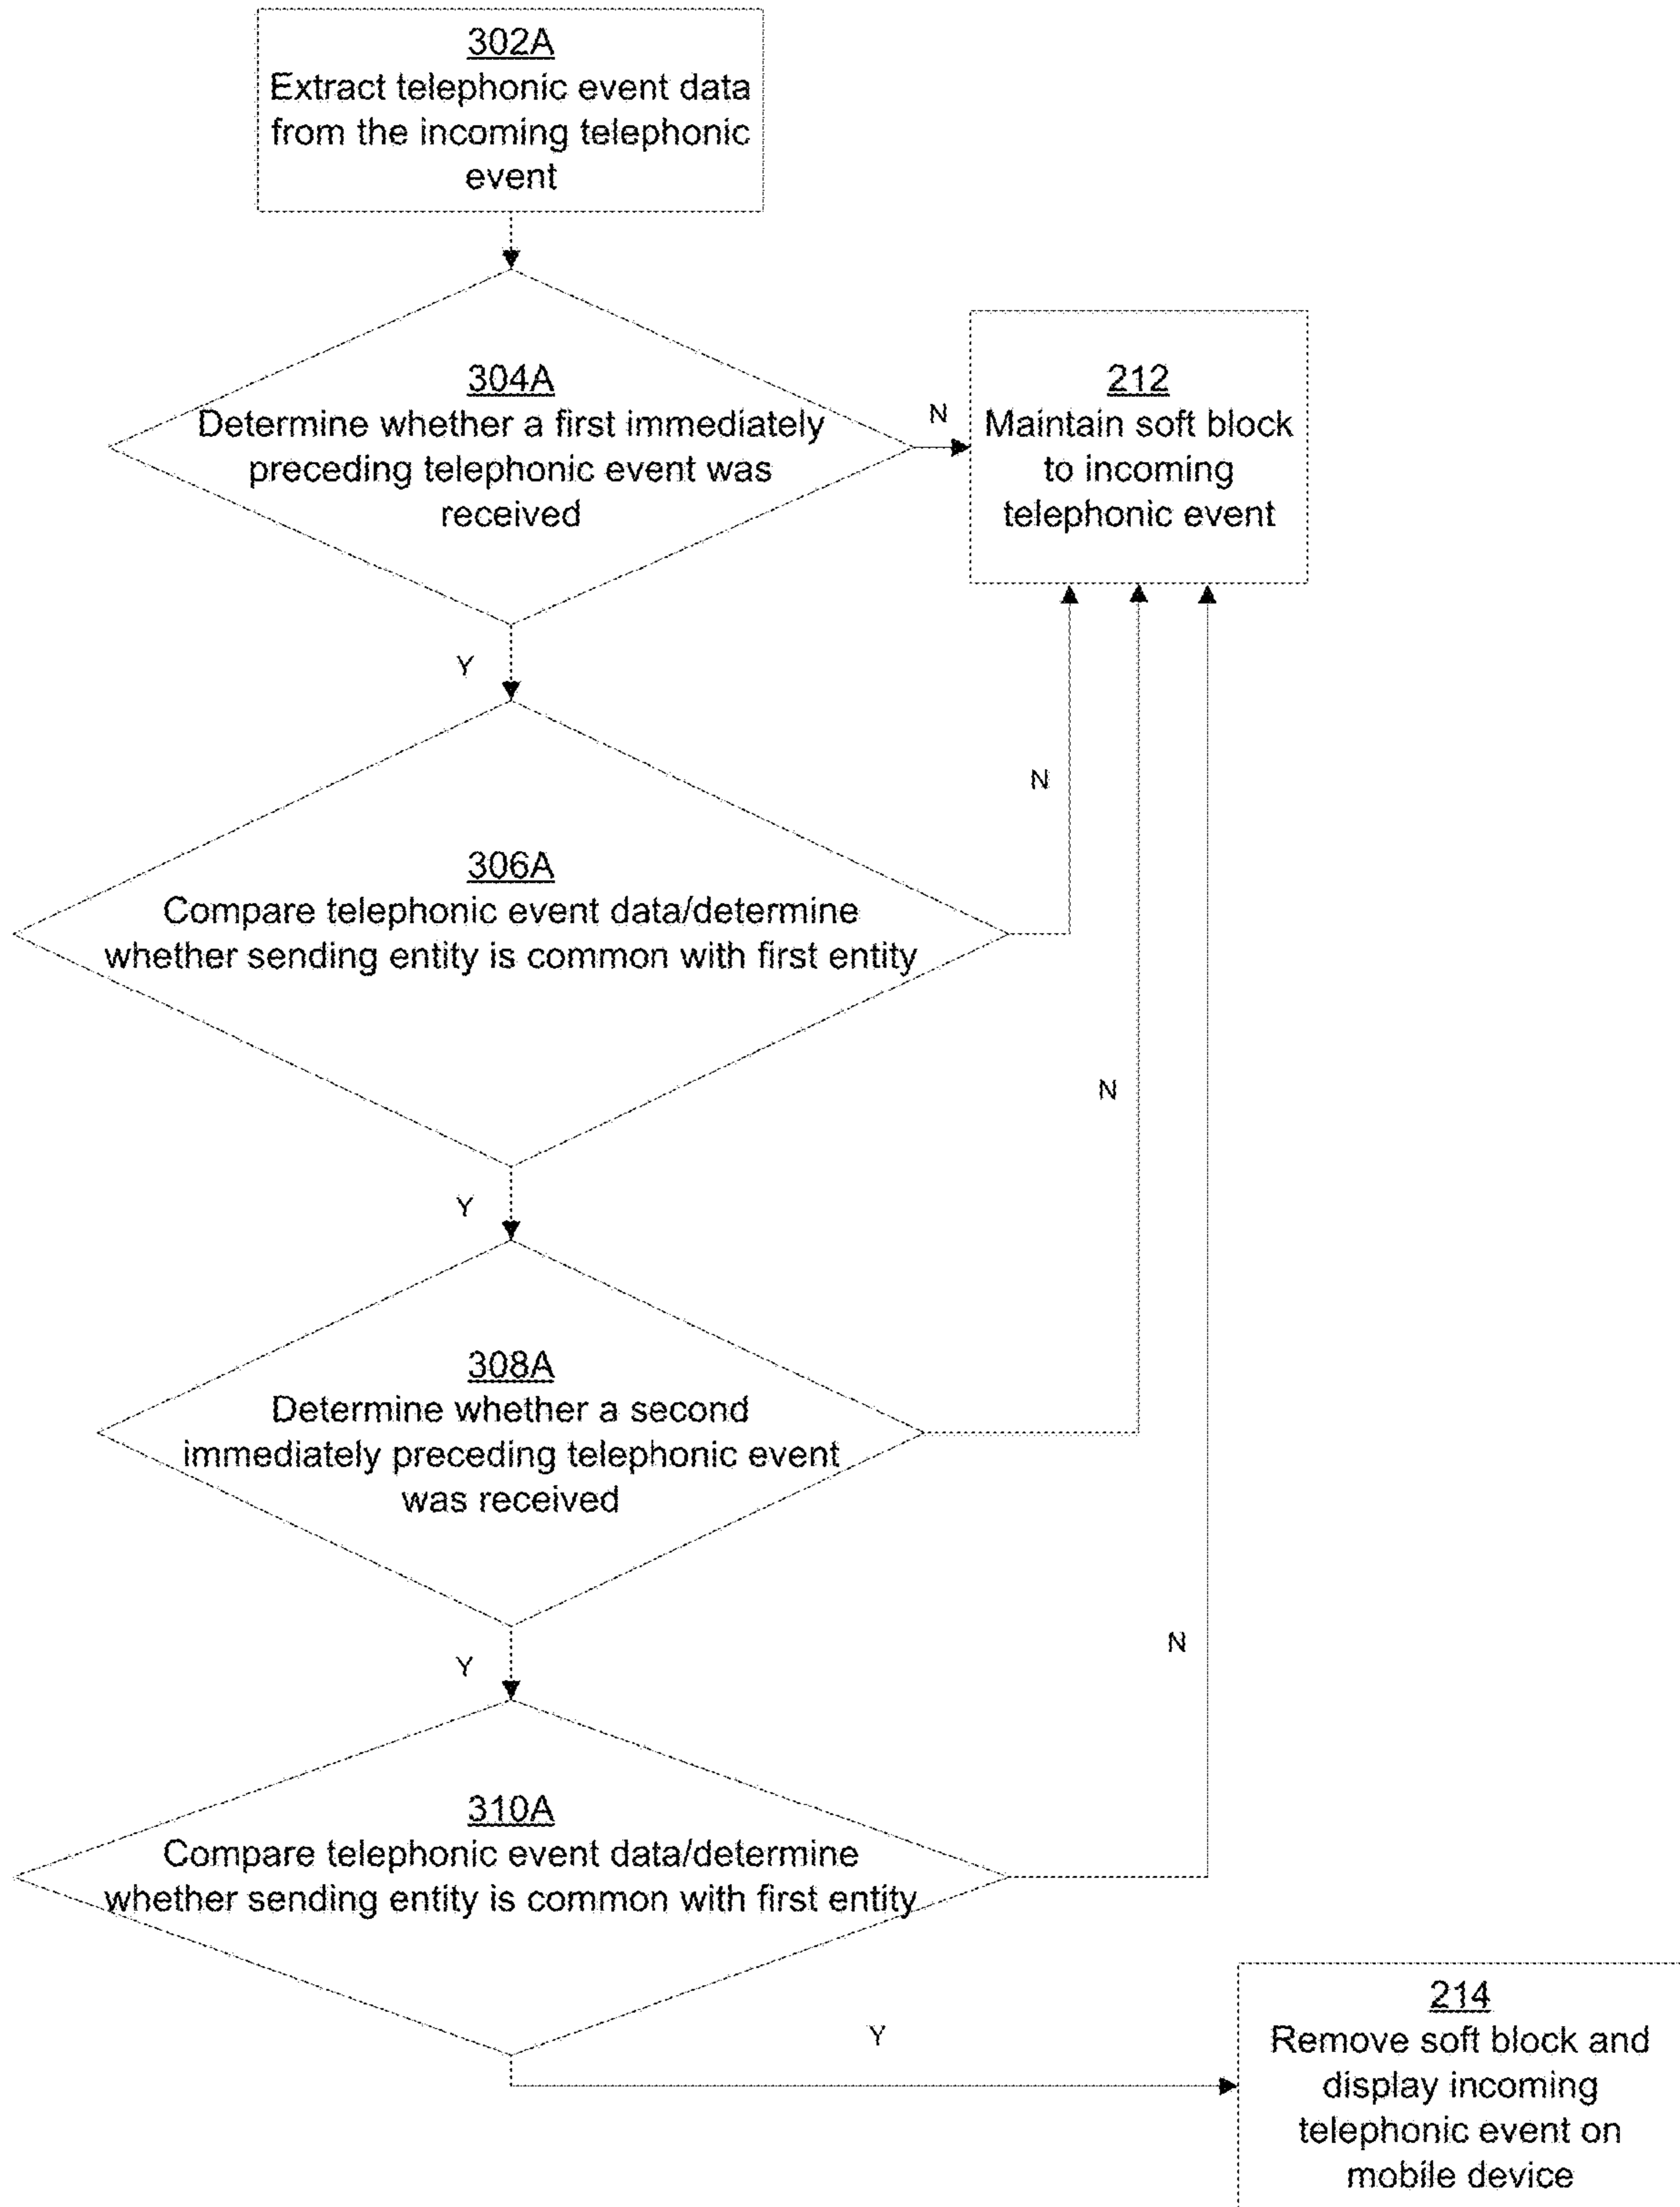 302A
Extract telephonic event data
from the incoming telephonic
event
304A
Determine whether a first immediately
preceding telephonic event was
received
N
212
Maintain soft block
to incoming
telephonic event
Y
N
306A
Compare telephonic event data/determine
whether sending entity is common with first entity
N
Y
308A
Determine whether a second
immediately preceding telephonic event
was received
N
Y
310A
Compare telephonic event data/determine
whether sending entity is common with first entity
Y
214
Remove soft block and
display incoming
telephonic event on
mobile device